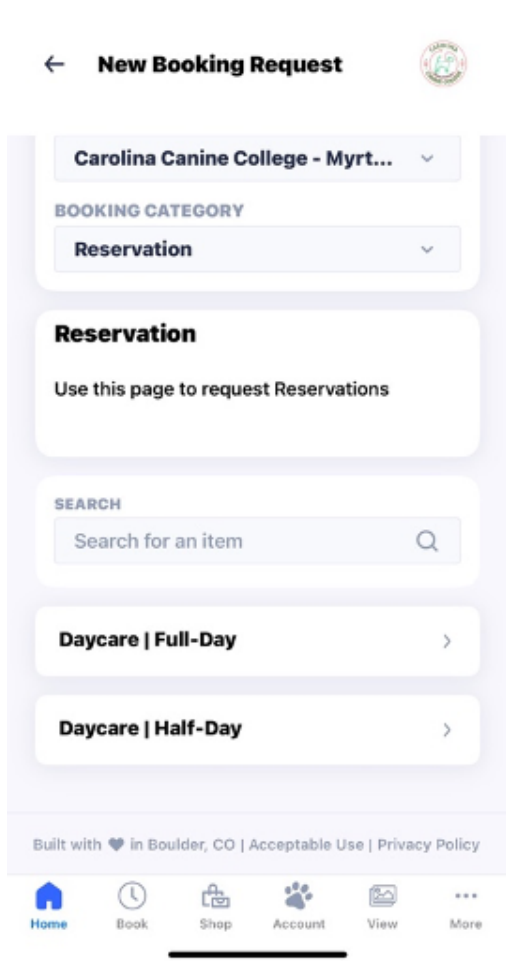 New Booking Request
Carolina Canine College - Myrt...
BOOKING CATEGORY
Reservation
Reservation
Use this page to request Reservations
SEARCH
Search for an item
Daycare | Full-Day
Daycare | Half-Day
Built with ♥ in Boulder, CO | Acceptable Use | Privacy Policy
Home Book Shop Account View More